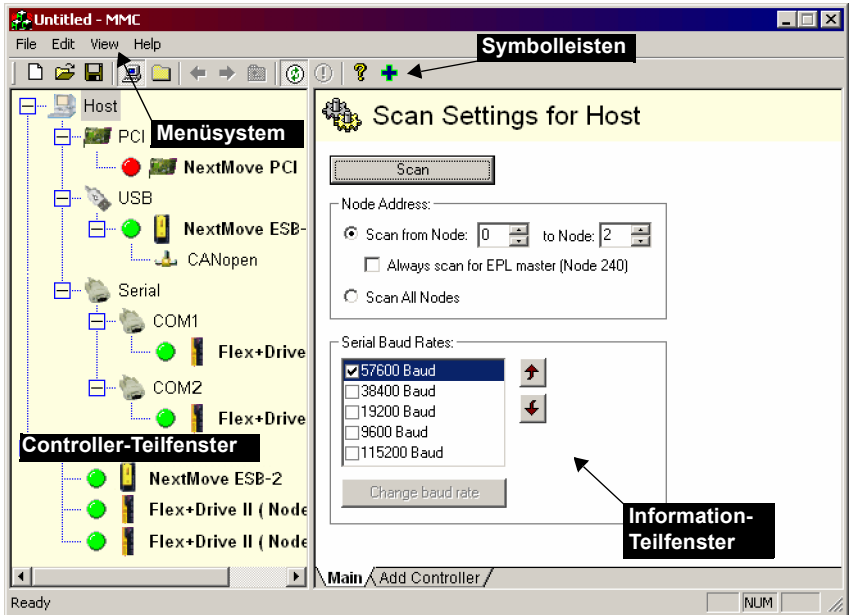 Untitled - MMC
File Edit View Help
Symbolleisten
Host
Menüsystem
PCI
NextMove PCI
USB
NextMove ESB-
CANopen
Serial
COM1
Flex+Drive
COM2
Flex+Drive
Controller-Teilfenster
NextMove ESB-2
Flex+Drive II ( Node
Flex+Drive II ( Node
Scan Settings for Host
Scan
Node Address:
Scan from Node: 0 to Node: 2
Always scan for EPL master (Node 240)
Scan All Nodes
Serial Baud Rates:
57600 Baud
38400 Baud
19200 Baud
9600 Baud
115200 Baud
Change baud rate
Information-
Teilfenster
Main Add Controller
Ready NUM